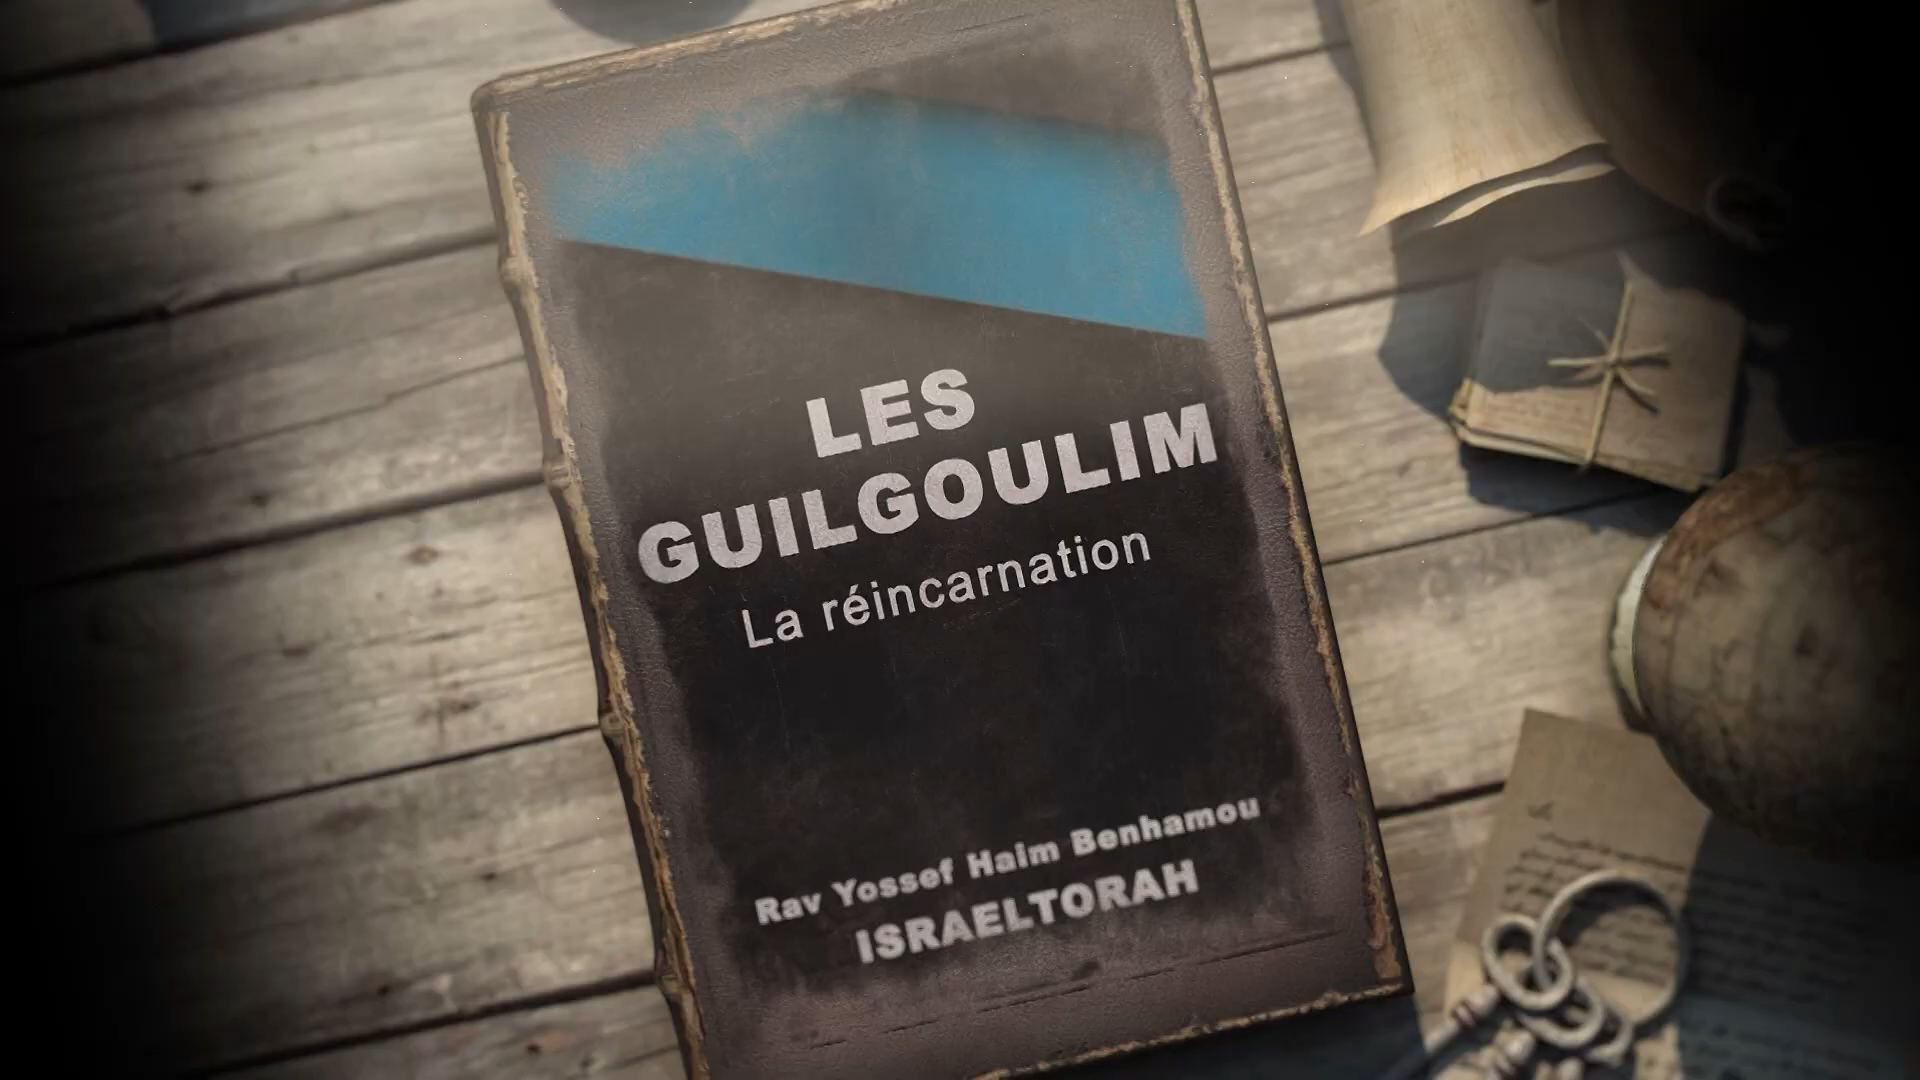 LES
GUILGOULIM
La réincarnation
Rav Yossef Haim Benhamou
ISRAELTORAH